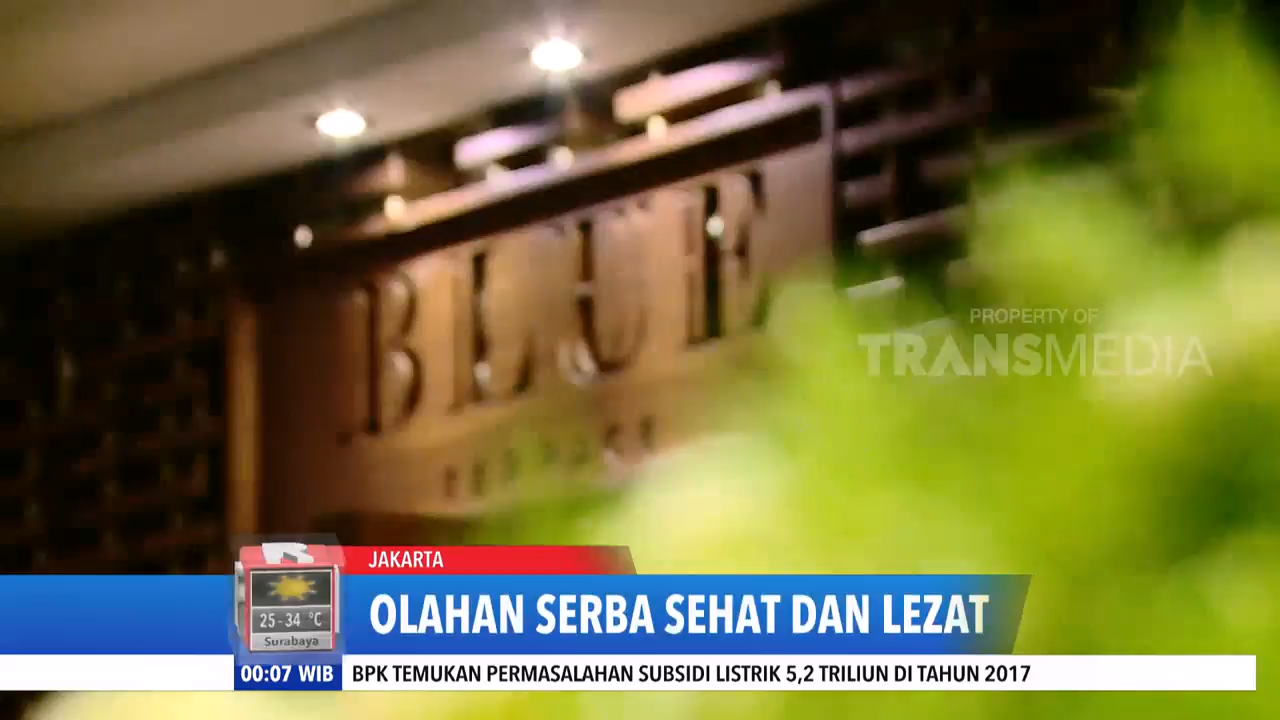 BLUE
PROPERTY OF
TRANSMEDIA
JAKARTA
25-34 °C
OLAHAN SERBA SEHAT DAN LEZAT
Surabaya
00:07 WIB
BPK TEMUKAN PERMASALAHAN SUBSIDI LISTRIK 5,2 TRILIUN DI TAHUN 2017